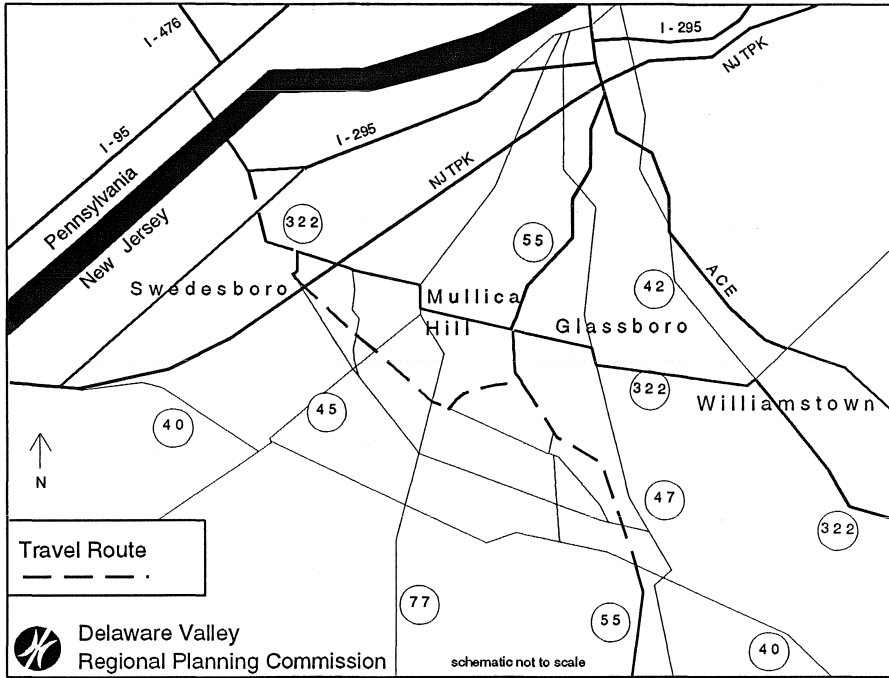 I - 476
I - 295
NJ TPK
I - 95
I - 295
NJ TPK
Pennsylvania
New Jersey
322
55
Swedesboro
Mullica
Hill
42
ACE
Glassboro
322
Williamstown
40
45
N
47
322
Travel Route
77
55
40
Delaware Valley
Regional Planning Commission
schematic not to scale